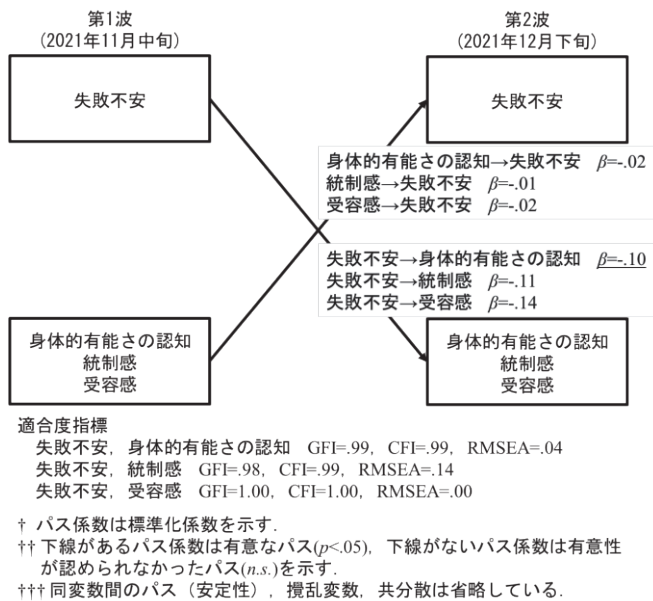 第1波
(2021年11月中旬)
第2波
(2021年12月下旬)
失敗不安
失敗不安
身体的有能さの認知→失敗不安 β=-.02
統制感→失敗不安 β=-.01
受容感→失敗不安 β=-.02
失敗不安→身体的有能さの認知 β=-.10
失敗不安→統制感 β=-.11
失敗不安→受容感 β=-.14
身体的有能さの認知
統制感
受容感
身体的有能さの認知
統制感
受容感
適合度指標
失敗不安，身体的有能さの認知 GFI=.99，CFI=.99，RMSEA=.04
失敗不安，統制感 GFI=.98，CFI=.99，RMSEA=.14
失敗不安，受容感 GFI=1.00，CFI=1.00，RMSEA=.00
† パス係数は標準化係数を示す．
†† 下線があるパス係数は有意なパス(p<.05)，下線がないパス係数は有意性
が認められなかったパス(n.s.)を示す．
††† 同変数間のパス（安定性），攪乱変数，共分散は省略している．